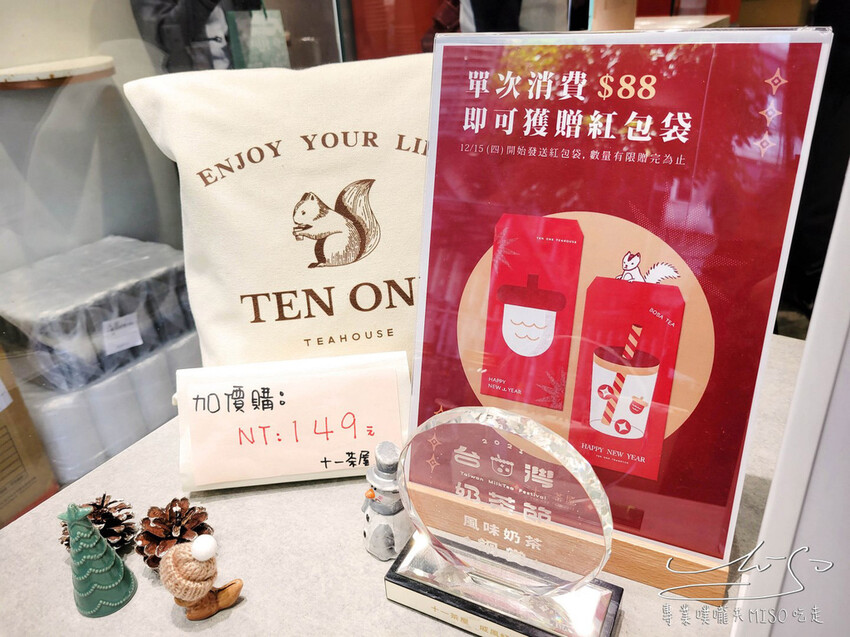 ENJOY YOUR
TEN
TEAHOUSE
單次消費 $88
即可獲贈紅包袋
12/15 (四) 開始發送紅包袋, 數量有限贈完為止
TEN ONE TEAHOUSE
HAPPY
NEW YEAR
BOBA TEA
HAPPY NEW YEAR
TEN ONE TEAHOUSE
加價購:
NT:149元
十一茶屋
台灣
Taiwan MilkTea Festival
奶茶節
風味奶茶
專業噗嚨共MISO吃走